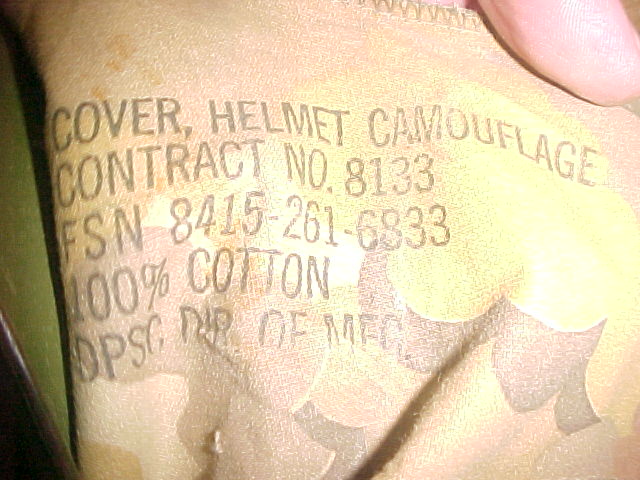 COVER, HELMET CAMOUFLAGE
CONTRACT NO. 8133
FSN 8415-261-6833
100% COTTON
DPSC, DIR. OF MFG.